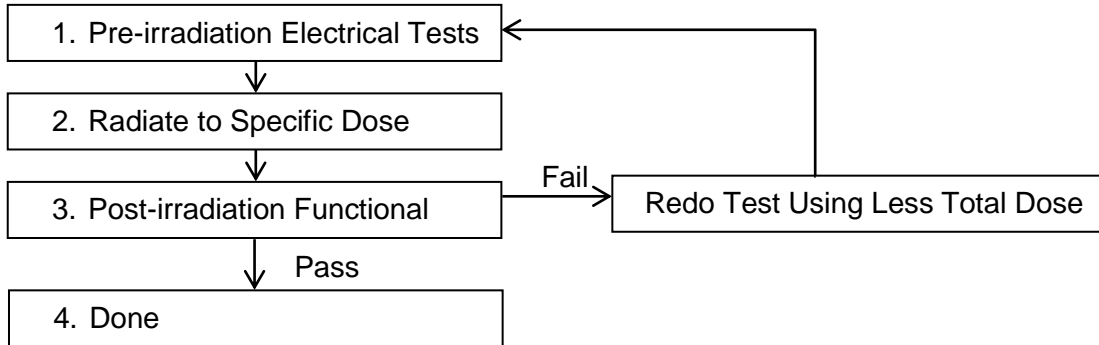 1. Pre-irradiation Electrical Tests
2. Radiate to Specific Dose
3. Post-irradiation Functional
Fail
Redo Test Using Less Total Dose
Pass
4. Done